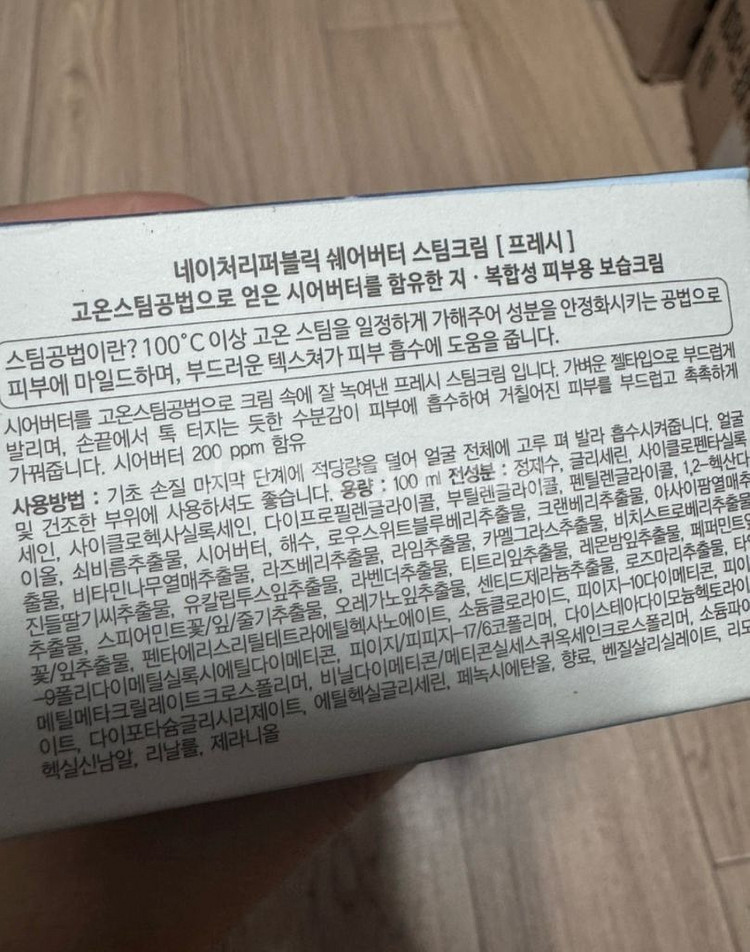 네이처리퍼블릭 쉐어버터 스팀크림 [ 프레시 ]
고온스팀공법으로 얻은 시어버터를 함유한 지 · 복합성 피부용 보습크림
스팀공법이란? 100˚C 이상 고온 스팀을 일정하게 가해주어 성분을 안정화시키는 공법으로
피부에 마일드하며, 부드러운 텍스쳐가 피부 흡수에 도움을 줍니다.
시어버터를 고온스팀공법으로 크림 속에 잘 녹여낸 프레시 스팀크림 입니다. 가벼운 젤타입으로 부드럽게
발리며, 손끝에서 톡 터지는 듯한 수분감이 피부에 흡수하여 거칠어진 피부를 부드럽고 촉촉하게
가꿔줍니다. 시어버터 200 ppm 함유
사용방법 : 기초 손질 마지막 단계에 적당량을 덜어 얼굴 전체에 고루 펴 발라 흡수시켜줍니다. 얼굴
및 건조한 부위에 사용하셔도 좋습니다. 용량 : 100 ml 전성분 : 정제수, 글리세린, 사이클로펜타실록
세인, 사이클로헥사실록세인, 다이프로필렌글라이콜, 부틸렌글라이콜, 펜틸렌글라이콜, 1,2-헥산다
이올, 쇠비름추출물, 시어버터, 해수, 로우스위트블루베리추출물, 크랜베리추출물, 아사이팜열매추
출물, 비타민나무열매추출물, 라즈베리추출물, 라임추출물, 카멜그라스추출물, 비치스트로베리추출물
진들딸기씨추출물, 유칼립투스잎추출물, 라벤더추출물, 티트리잎추출물, 레몬밤잎추출물, 페퍼민트
추출물, 스피어민트꽃/잎/줄기추출물, 오레가노잎추출물, 센티드제라늄추출물, 로즈마리추출물, 타
꽃/잎추출물, 펜타에리스리틸테트라에틸헥사노에이트, 소듐클로라이드, 피이지-10다이메티콘, 피이
-9폴리다이메틸실록시에틸다이메티콘, 피이지/피피지-17/6코폴리머, 다이스테아다이모늄헥토라이
메틸메타크릴레이트크로스폴리머, 비닐다이메티콘/메티콘실세스퀴옥세인크로스폴리머, 소듐파이
이트, 다이포타슘글리시리제이트, 에틸헥실글리세린, 페녹시에탄올, 향료, 벤질살리실레이트, 리모
헥실신남알, 리날룰, 제라니올